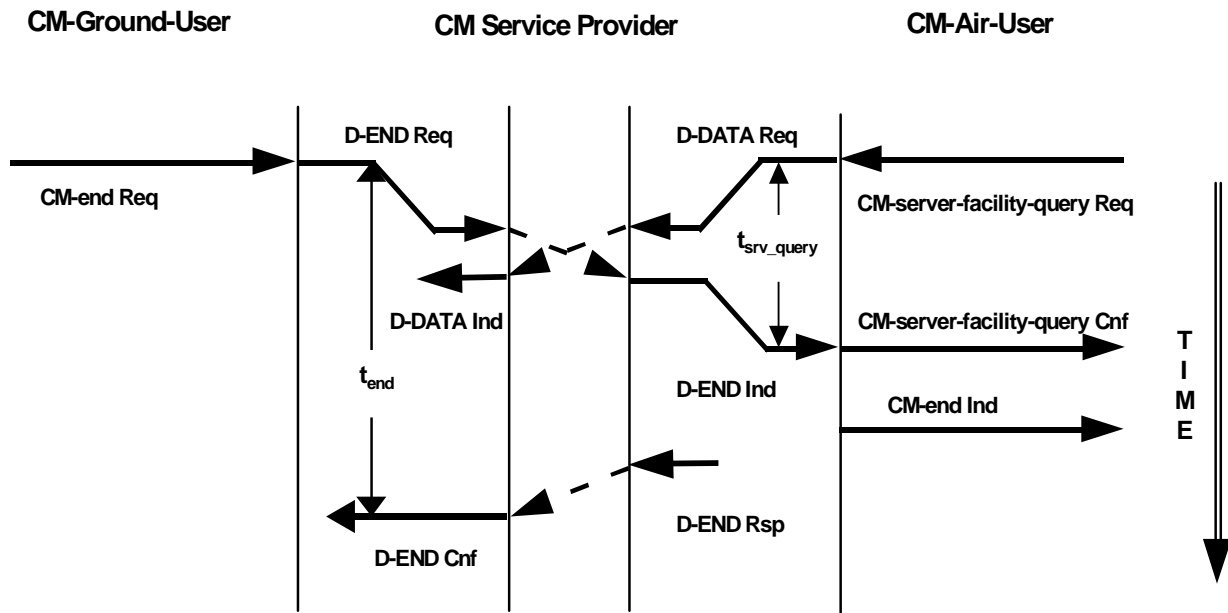 CM-Ground-User
CM Service Provider
CM-Air-User
D-END Req
D-DATA Req
CM-end Req
CM-server-facility-query Req
tsrv_query
D-DATA Ind
CM-server-facility-query Cnf
tend
D-END Ind
CM-end Ind
D-END Rsp
D-END Cnf
T
I
M
E